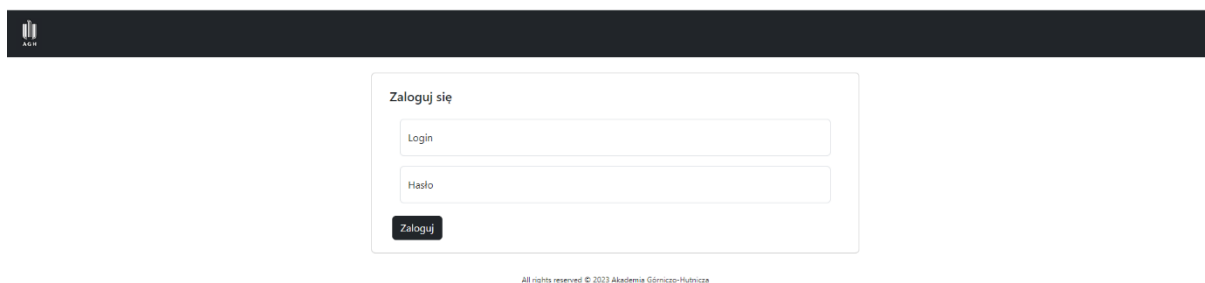 AGH
Zaloguj się
Login
Hasło
Zaloguj
All rights reserved © 2023 Akademia Górniczo-Hutnicza